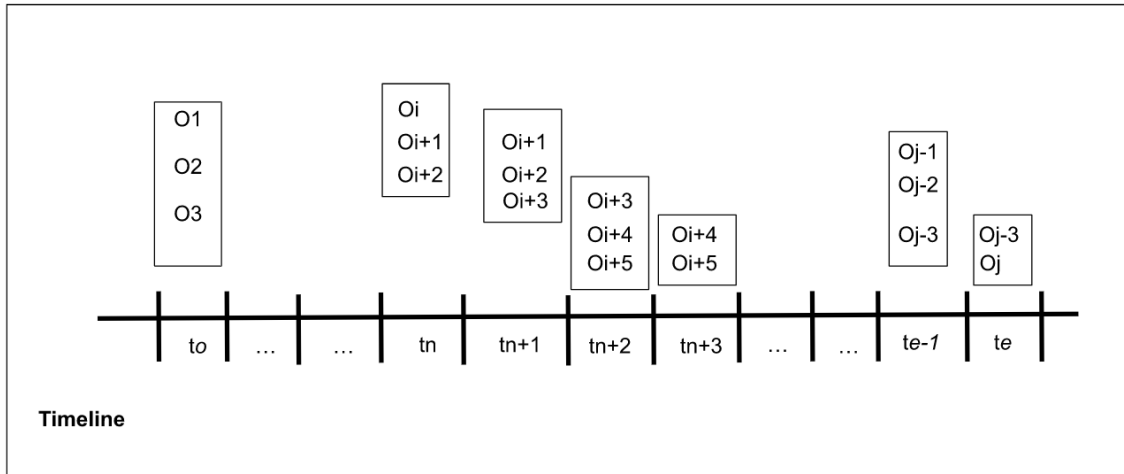 O1
O2
O3
Oi
Oi+1
Oi+2
Oi+1
Oi+2
Oi+3
Oi+3
Oi+4
Oi+5
Oi+4
Oi+5
Oj-1
Oj-2
Oj-3
Oj-3
Oj
to … … tn tn+1 tn+2 tn+3 … … te-1 te
Timeline